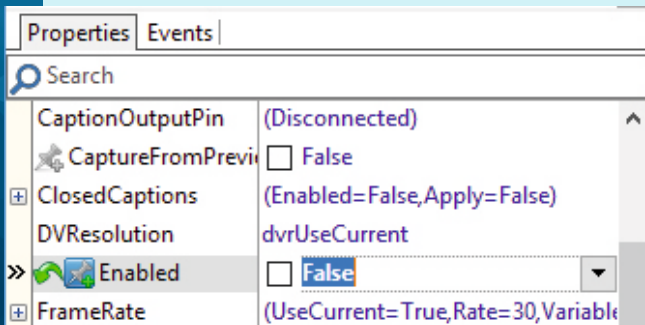 Properties Events
Search
CaptionOutputPin (Disconnected)
CaptureFromPrevi False
ClosedCaptions (Enabled=False,Apply=False)
DVResolution dvrUseCurrent
Enabled False
FrameRate (UseCurrent=True,Rate=30,Variable